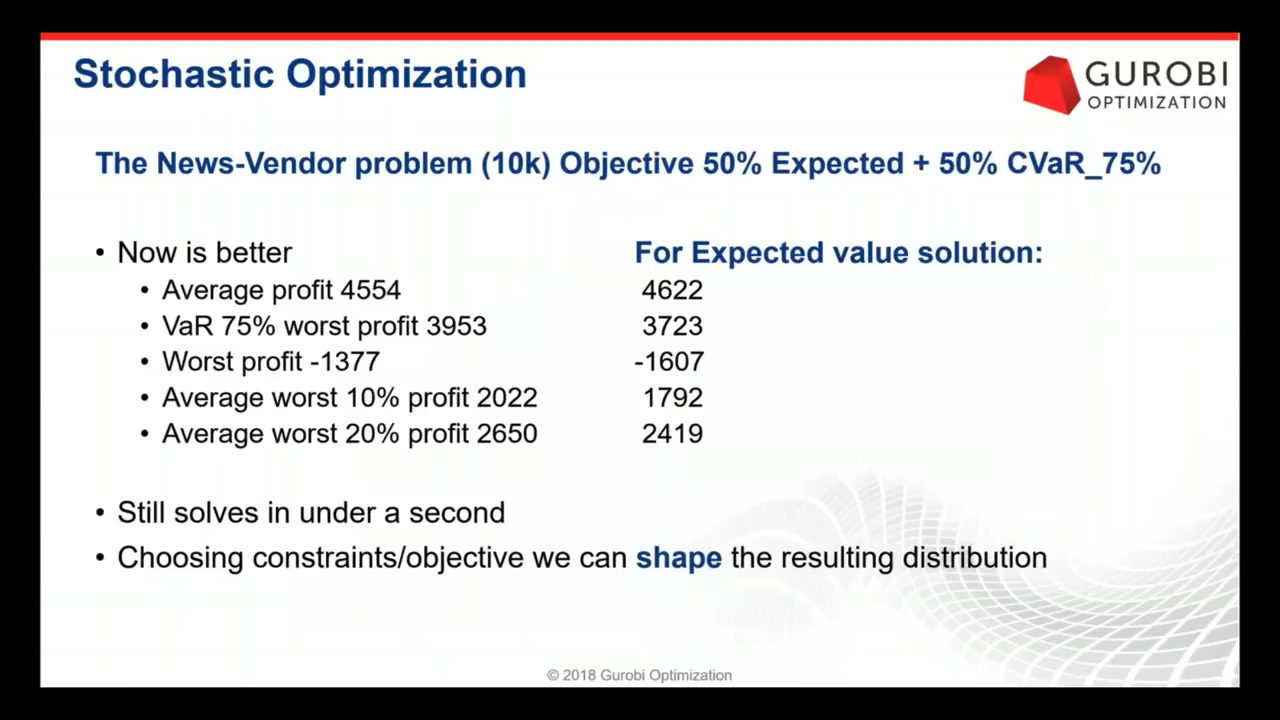 Stochastic Optimization
GUROBI
OPTIMIZATION
The News-Vendor problem (10k) Objective 50% Expected + 50% CVaR_75%
• Now is better
For Expected value solution:
• Average profit 4554
4622
• VaR 75% worst profit 3953
3723
• Worst profit -1377
-1607
• Average worst 10% profit 2022
1792
• Average worst 20% profit 2650
2419
• Still solves in under a second
• Choosing constraints/objective we can shape the resulting distribution
© 2018 Gurobi Optimization